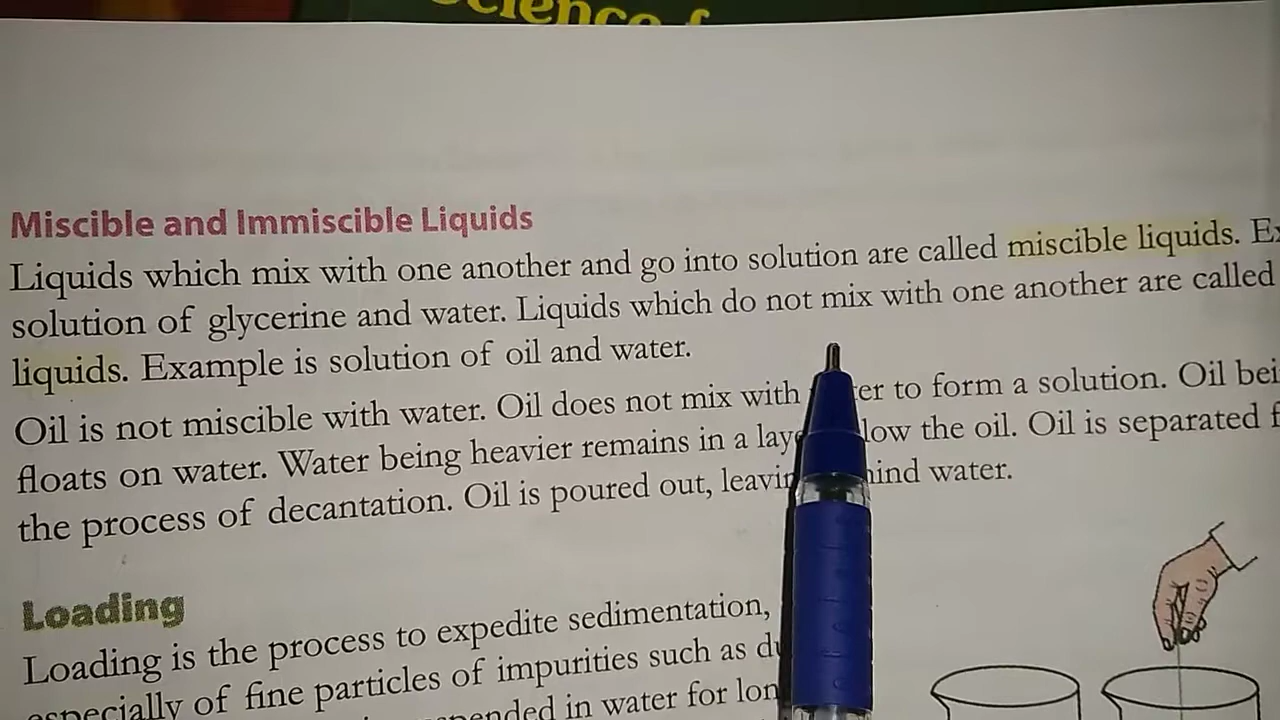 Science f
Miscible and Immiscible Liquids
Liquids which mix with one another and go into solution are called miscible liquids.
solution of glycerine and water. Liquids which do not mix with one another are called
liquids. Example is solution of oil and water.
Oil is not miscible with water. Oil does not mix with to form a solution. Oil
floats on water. Water being heavier remains in a the oil. Oil is separated
the process of decantation. Oil is poured out, water.
Loading
Loading is the process to expedite sedimentation,
especially of fine particles of impurities such as
in water for